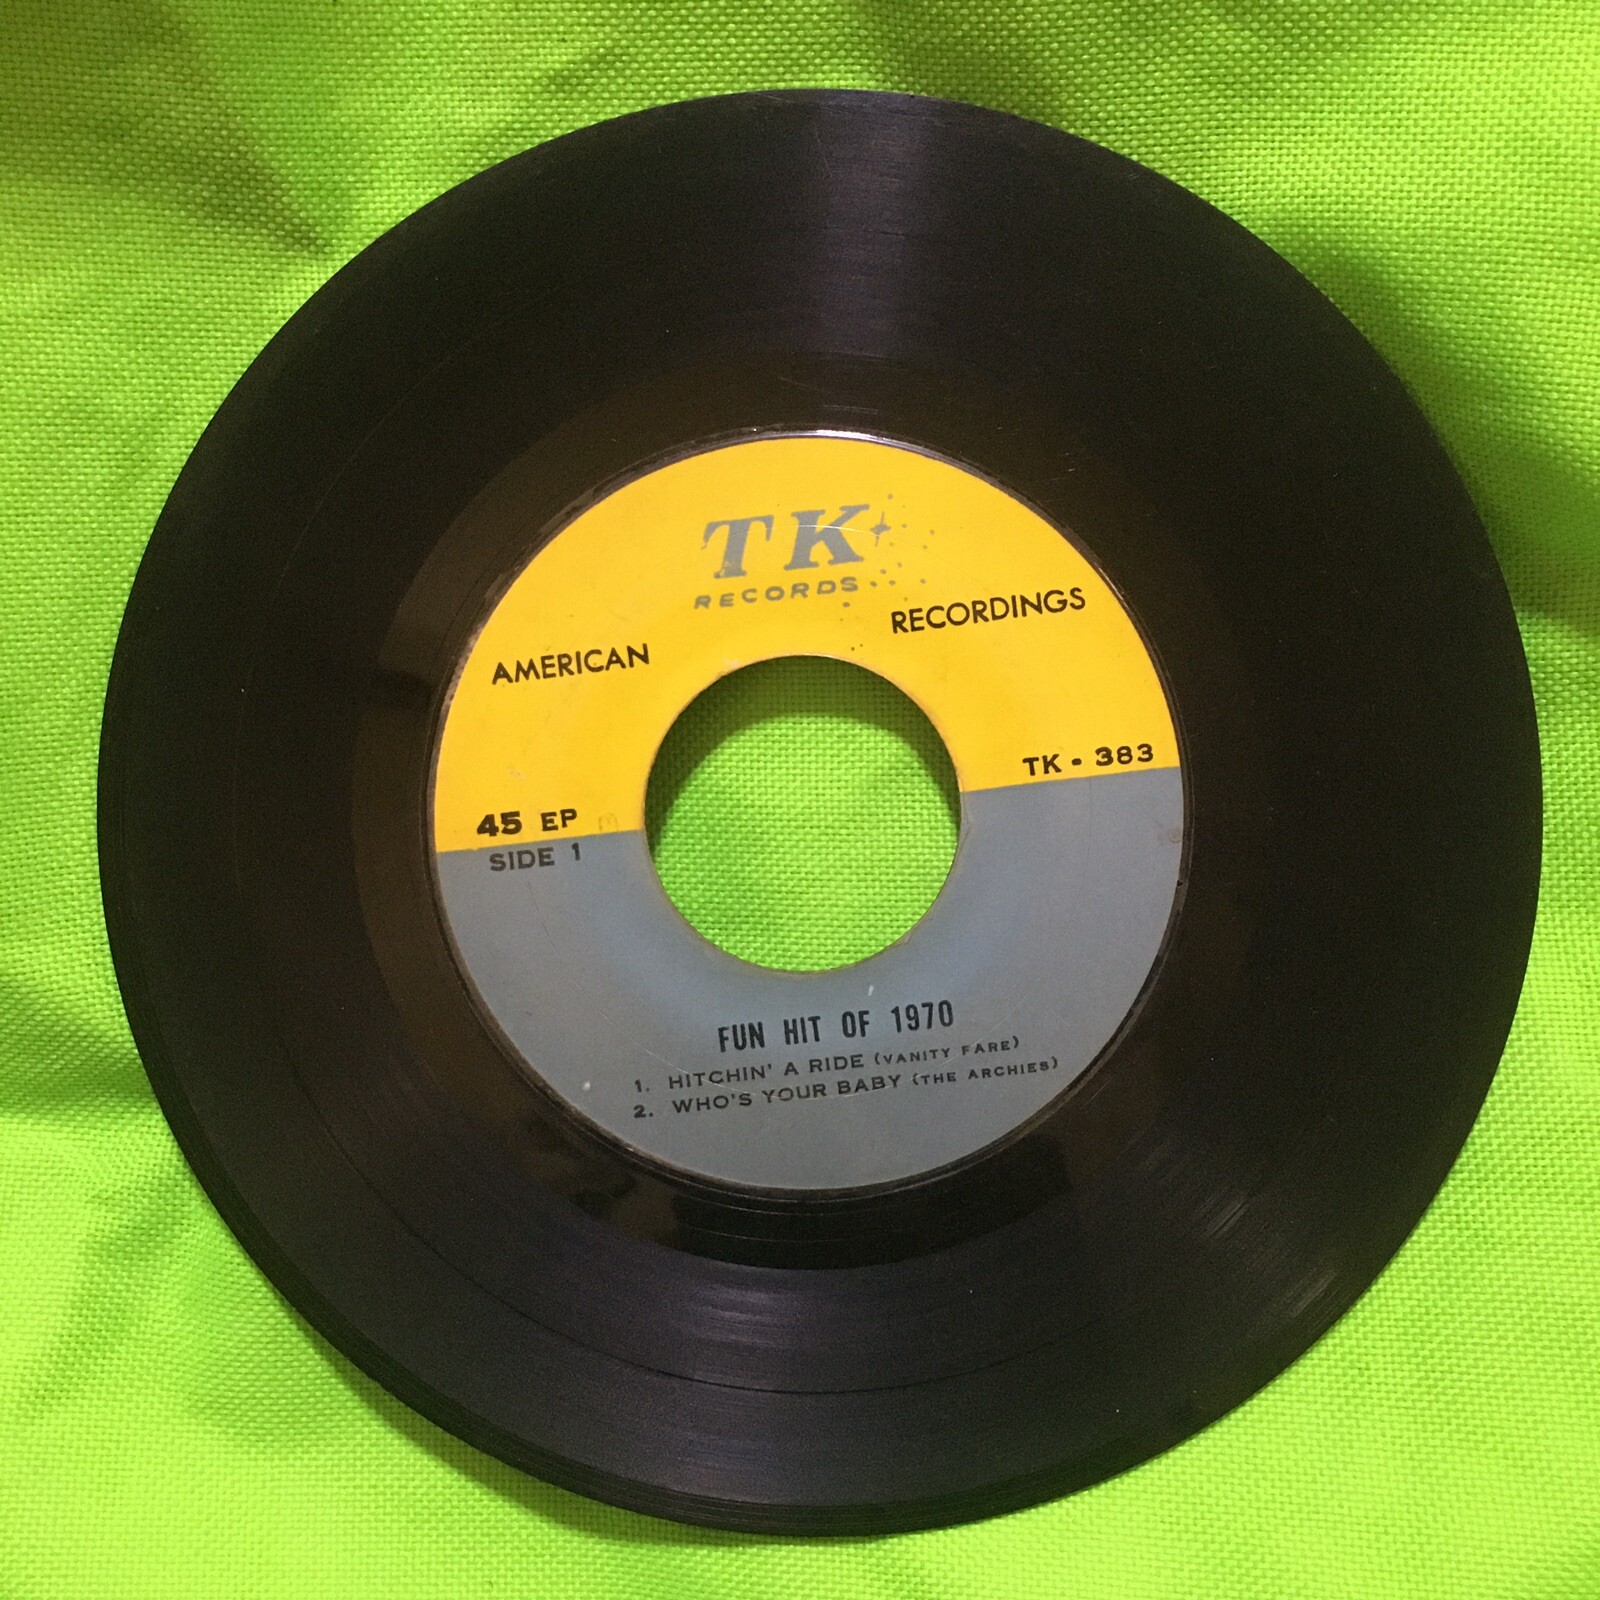 TK
RECORDS
AMERICAN RECORDINGS
TK - 383
45 EP
SIDE 1
FUN HIT OF 1970
1. HITCHIN' A RIDE (VANITY FARE)
2. WHO'S YOUR BABY (THE ARCHIES)